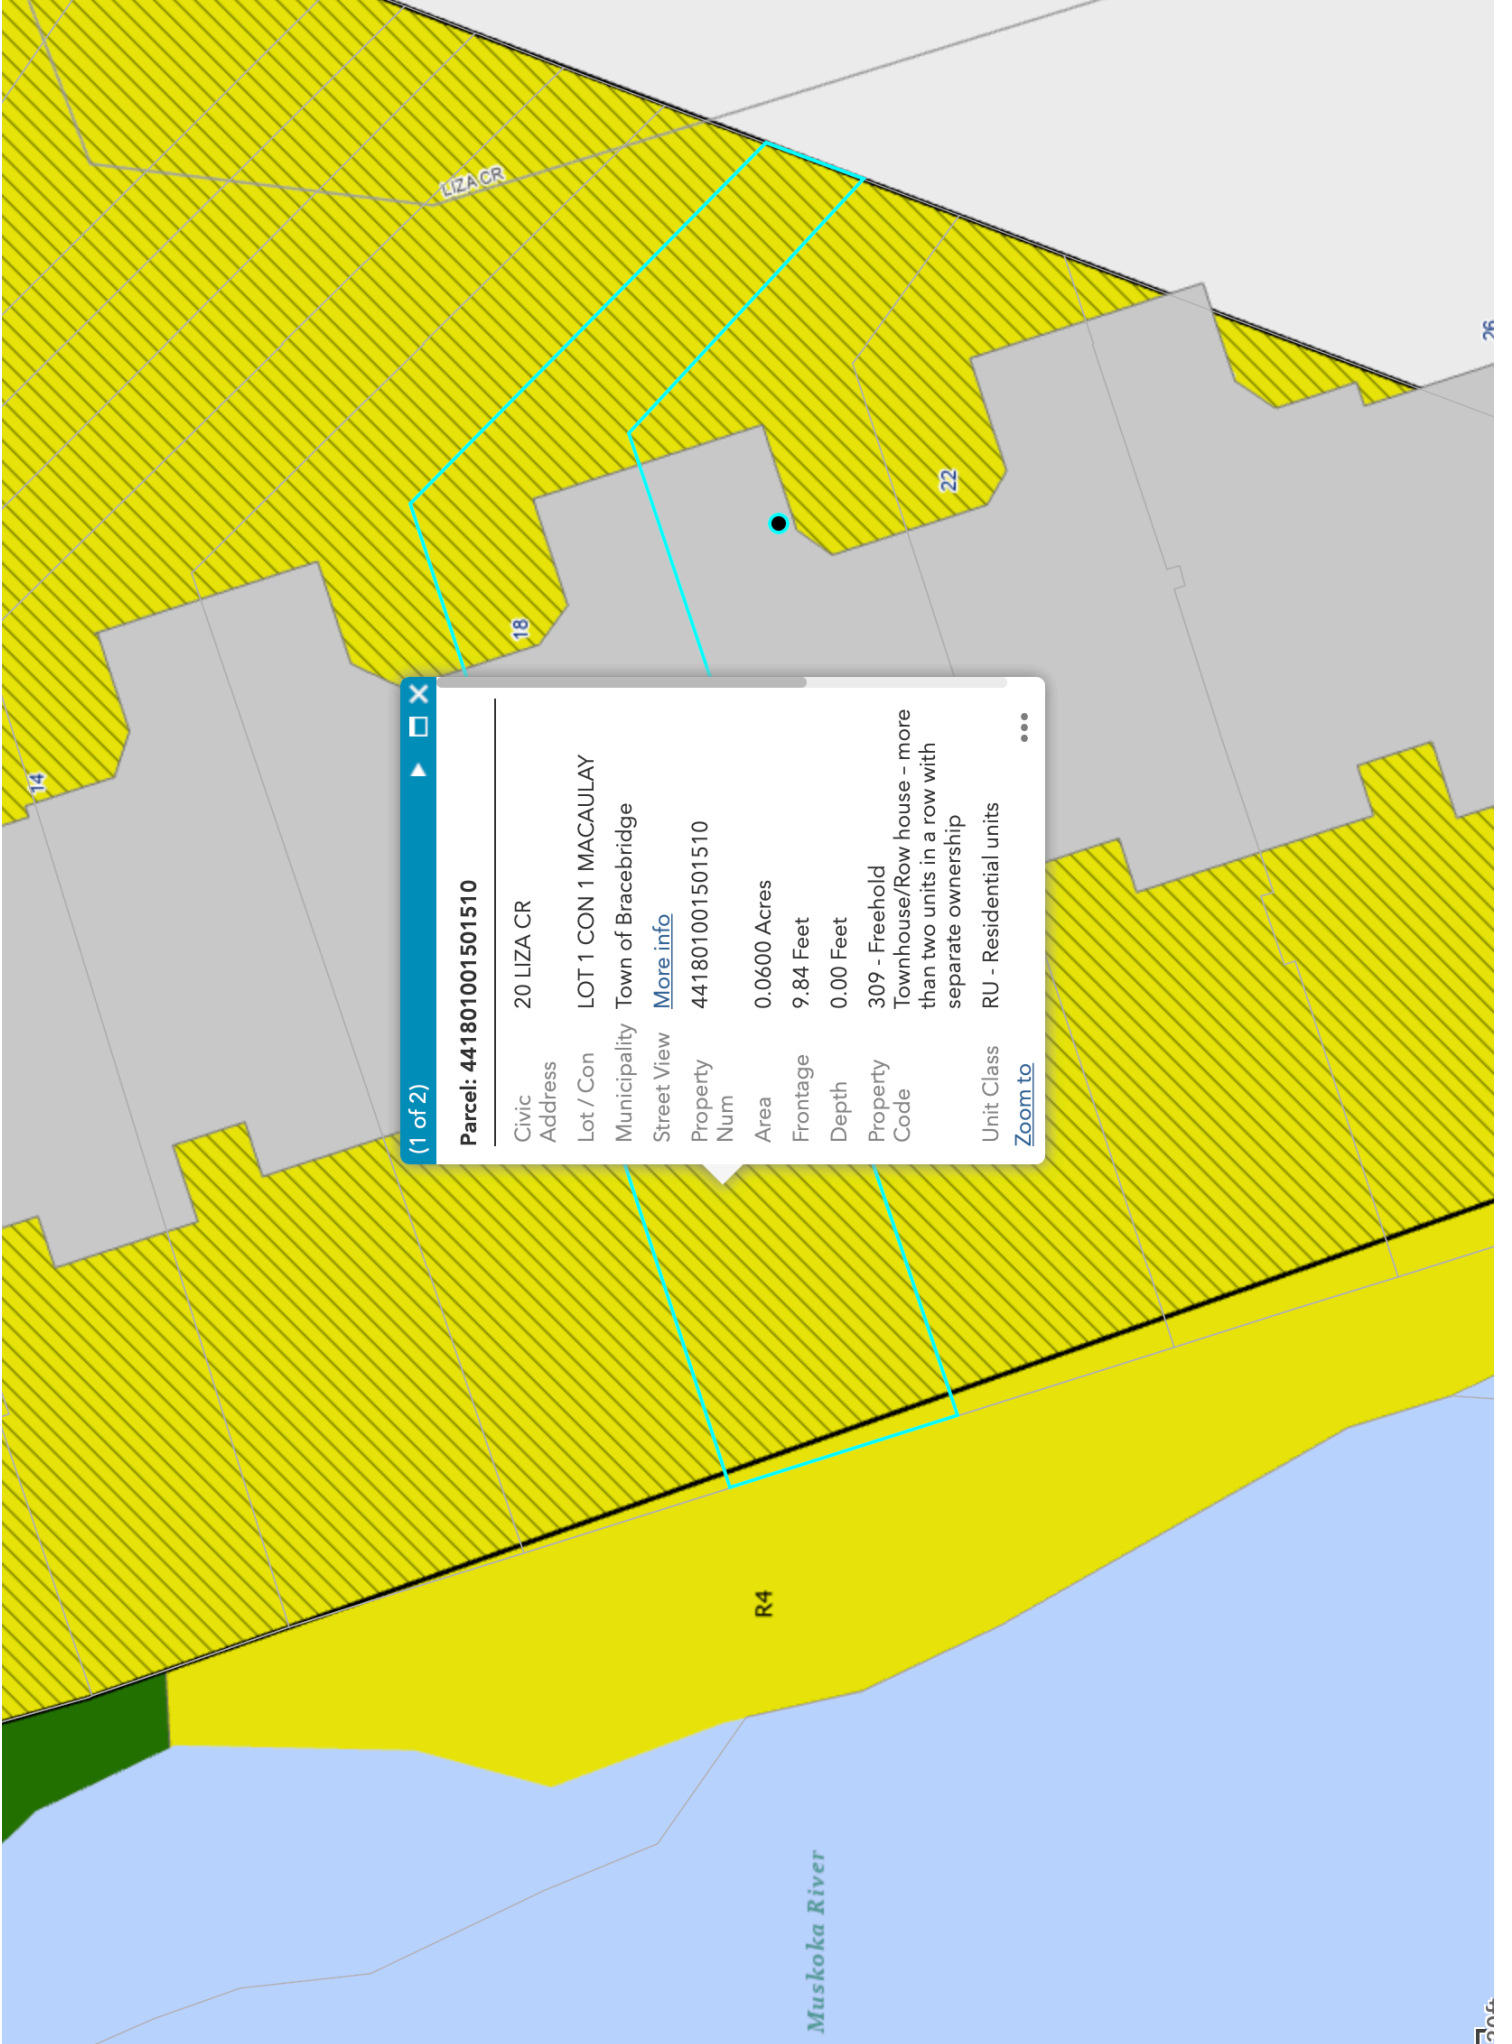 LIZA CR
14
18
22
26
(1 of 2)
Parcel: 441801001501510
Civic Address 20 LIZA CR
Lot / Con LOT 1 CON 1 MACAULAY
Municipality Town of Bracebridge
Street View More info
Property Num 441801001501510
Area 0.0600 Acres
Frontage 9.84 Feet
Depth 0.00 Feet
Property Code 309 - Freehold
Townhouse/Row house – more
than two units in a row with
separate ownership
Unit Class RU - Residential units
Zoom to
R4
Muskoka River